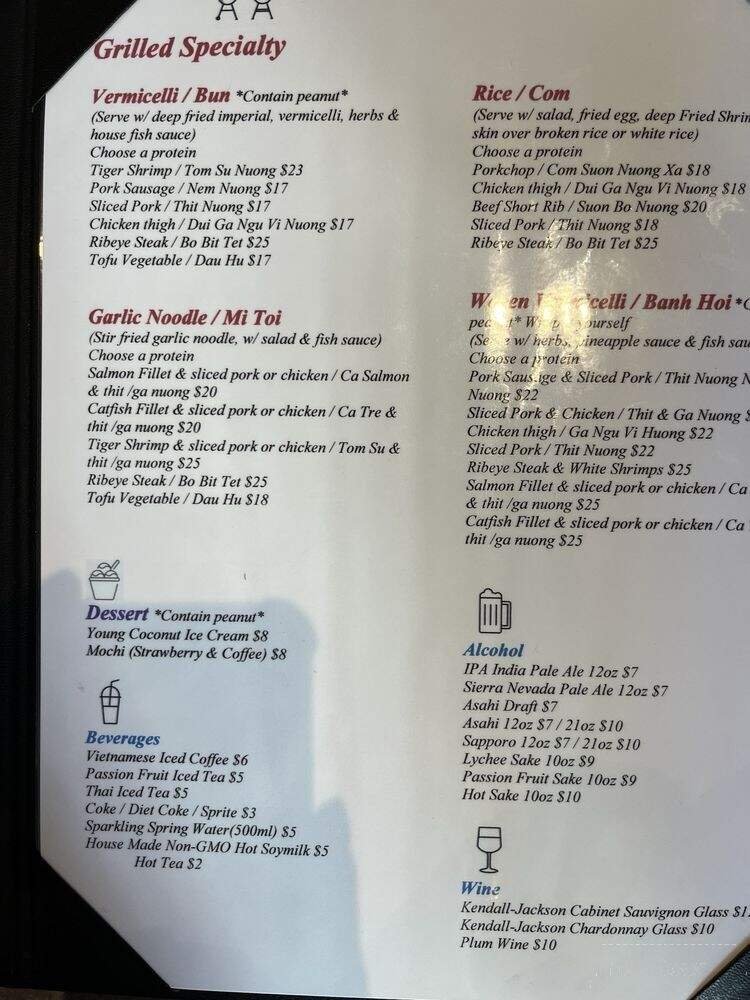 Grilled Specialty
Vermicelli / Bun *Contain peanut*
(Serve w/ deep fried imperial, vermicelli, herbs &
house fish sauce)
Choose a protein
Tiger Shrimp / Tom Su Nuong $23
Pork Sausage / Nem Nuong $17
Sliced Pork / Thit Nuong $17
Chicken thigh / Dui Ga Ngu Vi Nuong $17
Ribeye Steak / Bo Bit Tet $25
Tofu Vegetable / Dau Hu $17
Garlic Noodle / Mi Toi
(Stir fried garlic noodle, w/ salad & fish sauce)
Choose a protein
Salmon Fillet & sliced pork or chicken / Ca Salmon
& thit /ga nuong $20
Catfish Fillet & sliced pork or chicken / Ca Tre &
thit /ga nuong $20
Tiger Shrimp & sliced pork or chicken / Tom Su &
thit /ga nuong $25
Ribeye Steak / Bo Bit Tet $25
Tofu Vegetable / Dau Hu $18
Dessert *Contain peanut*
Young Coconut Ice Cream $8
Mochi (Strawberry & Coffee) $8
Beverages
Vietnamese Iced Coffee $6
Passion Fruit Iced Tea $5
Thai Iced Tea $5
Coke / Diet Coke / Sprite $3
Sparkling Spring Water(500ml) $5
House Made Non-GMO Hot Soymilk $5
Hot Tea $2
Rice / Com
(Serve w/ salad, fried egg, deep Fried
skin over broken rice or white rice)
Choose a protein
Porkchop / Com Suon Nuong Xa $18
Chicken thigh / Dui Ga Ngu Vi Nuong $18
Beef Short Rib / Suon Bo Nuong $20
Sliced Pork / Thit Nuong $18
Ribeye Steak / Bo Bit Tet $25
/ Banh Hoi
yourself
w/ herbs, pineapple sauce & fish
Choose a protein
Pork Sausage & Sliced Pork / Thit Nuong
Nuong $22
Sliced Pork & Chicken / Thit & Ga Nuong
Chicken thigh / Ga Ngu Vi Huong $22
Sliced Pork / Thit Nuong $22
Ribeye Steak & White Shrimps $25
Salmon Fillet & sliced pork or chicken / Ca
& thit /ga nuong $25
Catfish Fillet & sliced pork or chicken / Ca
thit /ga nuong $25
Alcohol
IPA India Pale Ale 12oz $7
Sierra Nevada Pale Ale 12oz $7
Asahi Draft $7
Asahi 12oz $7 / 21oz $10
Sapporo 12oz $7 / 21oz $10
Lychee Sake 10oz $9
Passion Fruit Sake 10oz $9
Hot Sake 10oz $10
Wine
Kendall-Jackson Cabinet Sauvignon Glass
Kendall-Jackson Chardonnay Glass $10
Plum Wine $10